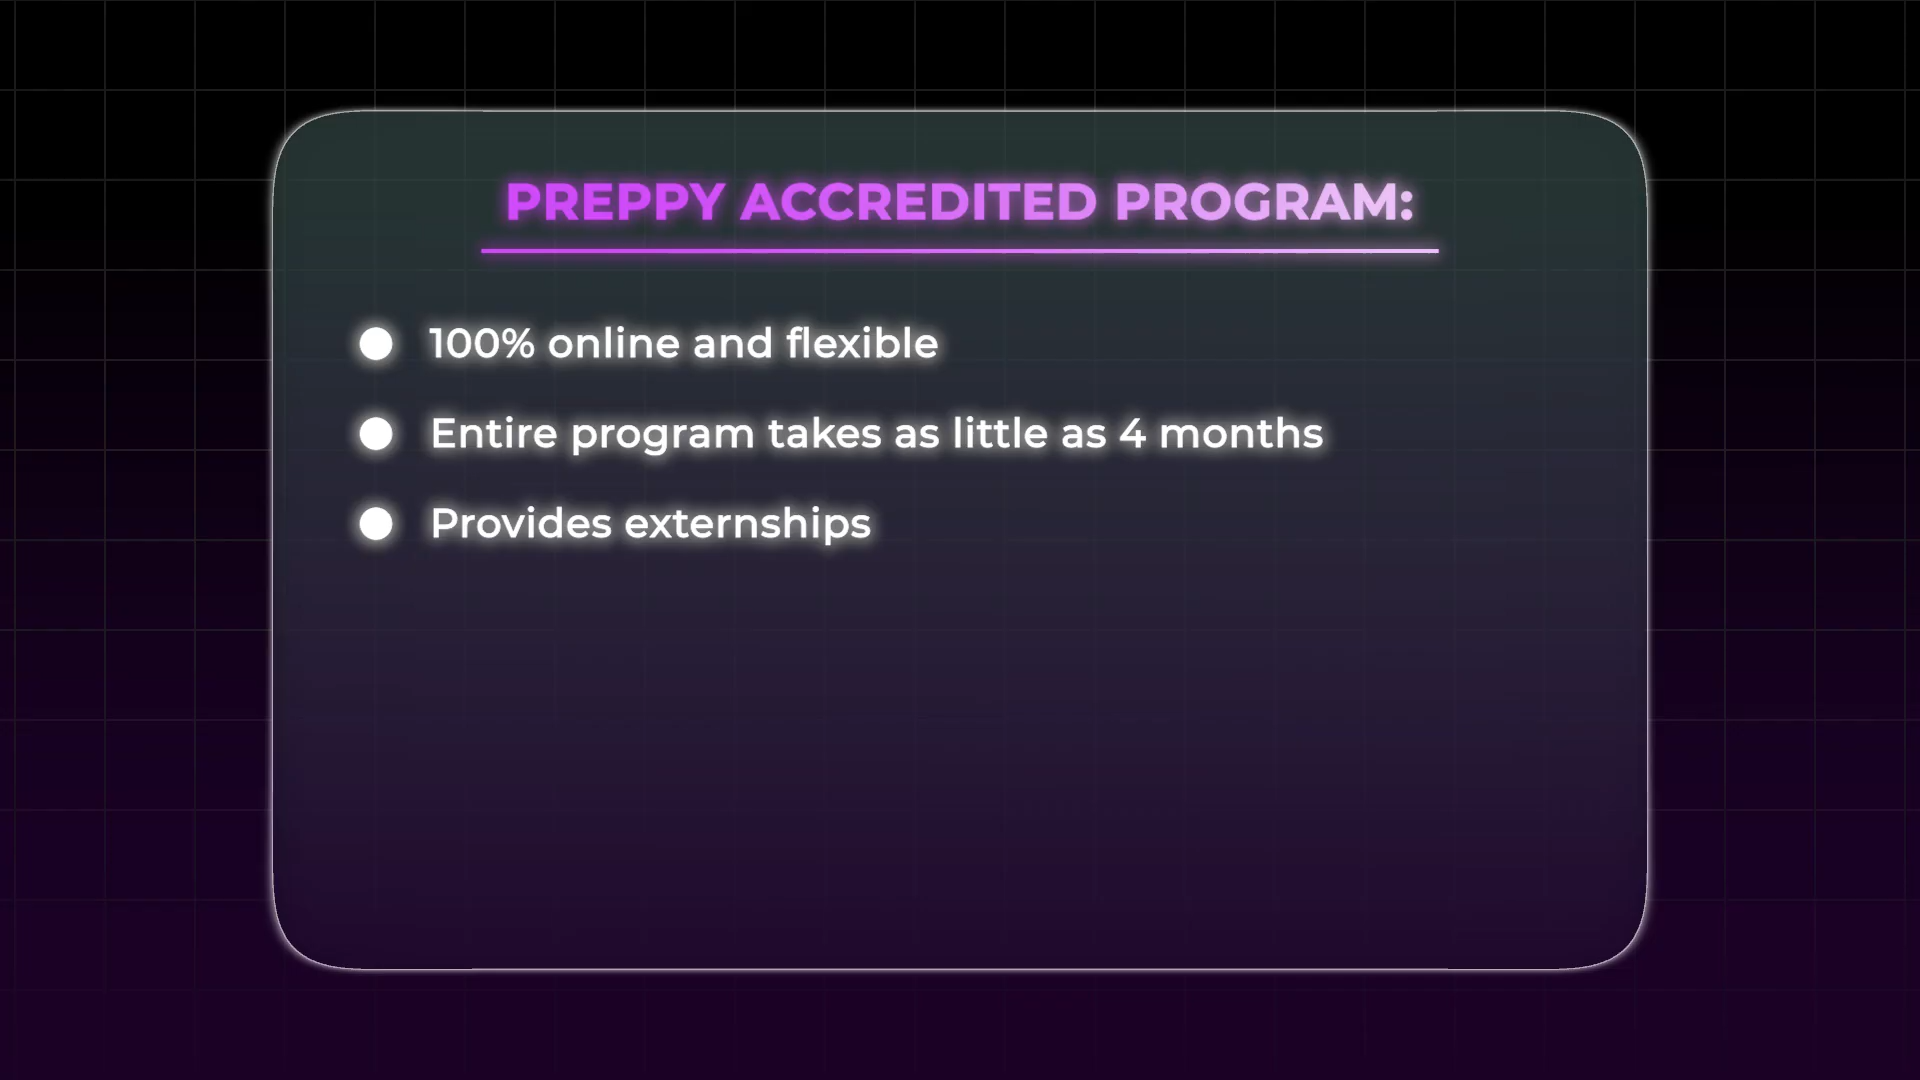 PREPPY ACCREDITED PROGRAM:
100% online and flexible
Entire program takes as little as 4 months
Provides externships